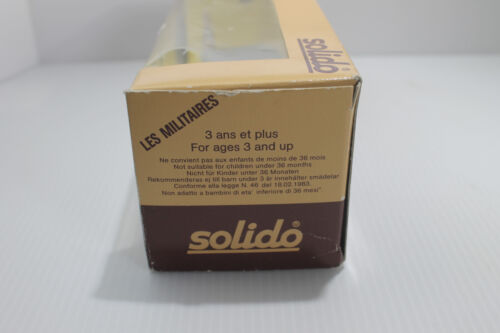 solido
LES MILITAIRES
3 ans et plus
For ages 3 and up
Ne convient pas aux enfants de moins de 36 mois
Not suitable for children under 36 months
Nicht für Kinder unter 36 Monaten
Rekommenderas ej till barn under 3 år innehåller smådelar
Conforme alla legge N. 46 del 18.02.1983.
Non adatto a bambini di eta' inferiore di 36 mesi"
solido®